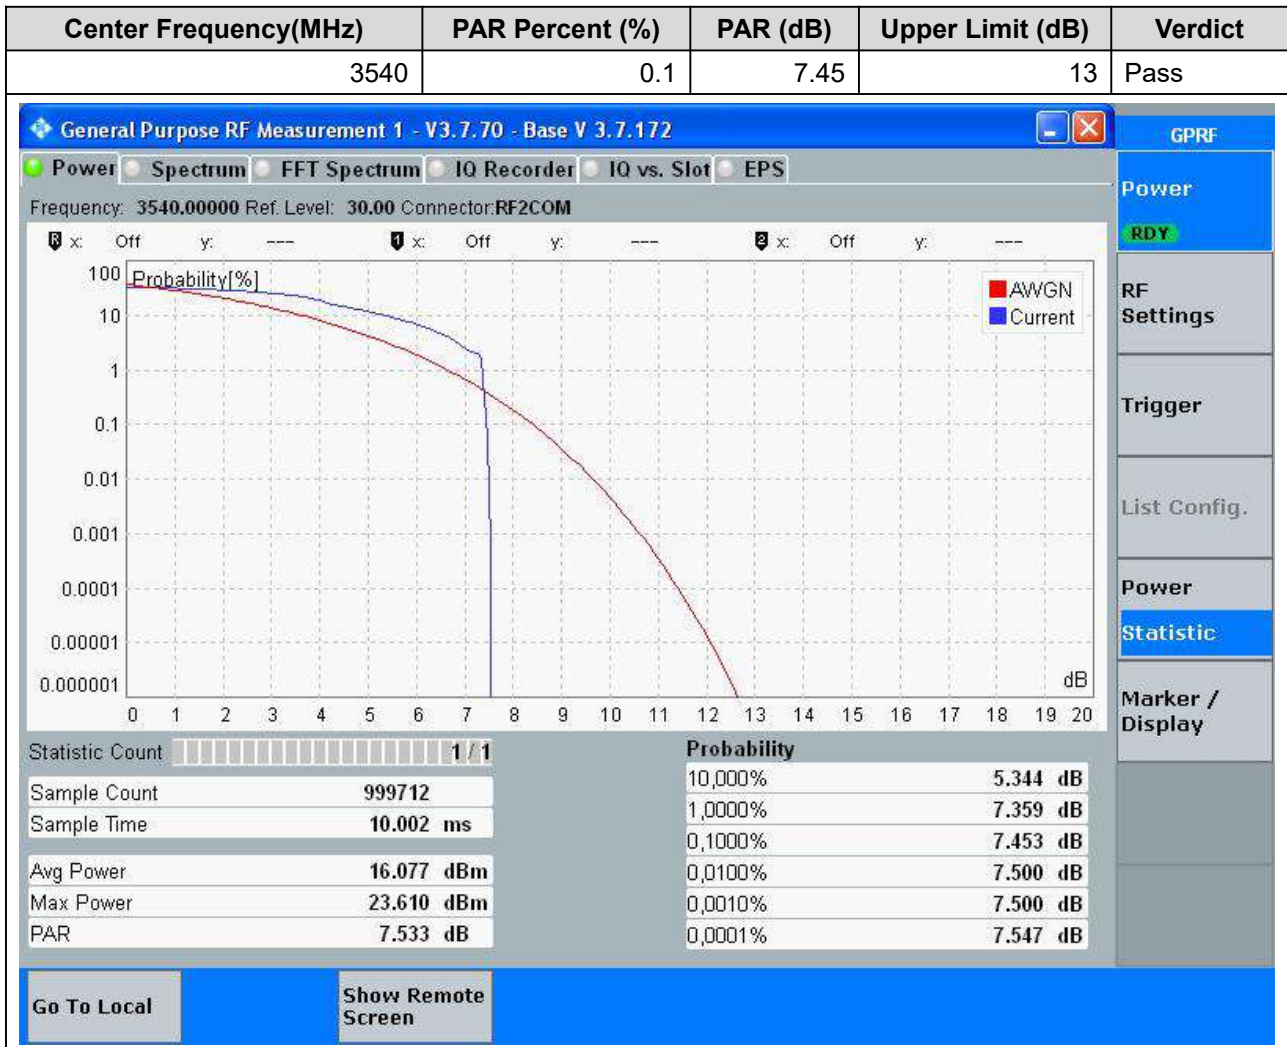 Center Frequency(MHz) PAR Percent (%) PAR (dB) Upper Limit (dB) Verdict
3540 0.1 7.45 13 Pass
General Purpose RF Measurement 1 - V3.7.70 - Base V 3.7.172
GPRF
Power Spectrum FFT Spectrum IQ Recorder IQ vs. Slot EPS
Frequency: 3540.00000 Ref. Level: 30.00 Connector:RF2COM
R x: Off y: --- 1 x: Off y: --- 2 x: Off y: ---
Probability[%]
100
10
1
0.1
0.01
0.001
0.0001
0.00001
0.000001
AWGN
Current
dB
0 1 2 3 4 5 6 7 8 9 10 11 12 13 14 15 16 17 18 19 20
Statistic Count 1 / 1
Sample Count 999712
Sample Time 10.002 ms
Avg Power 16.077 dBm
Max Power 23.610 dBm
PAR 7.533 dB
Probability
10,000% 5.344 dB
1,0000% 7.359 dB
0,1000% 7.453 dB
0,0100% 7.500 dB
0,0010% 7.500 dB
0,0001% 7.547 dB
Power
RDY
RF
Settings
Trigger
List Config.
Power
Statistic
Marker /
Display
Go To Local
Show Remote
Screen